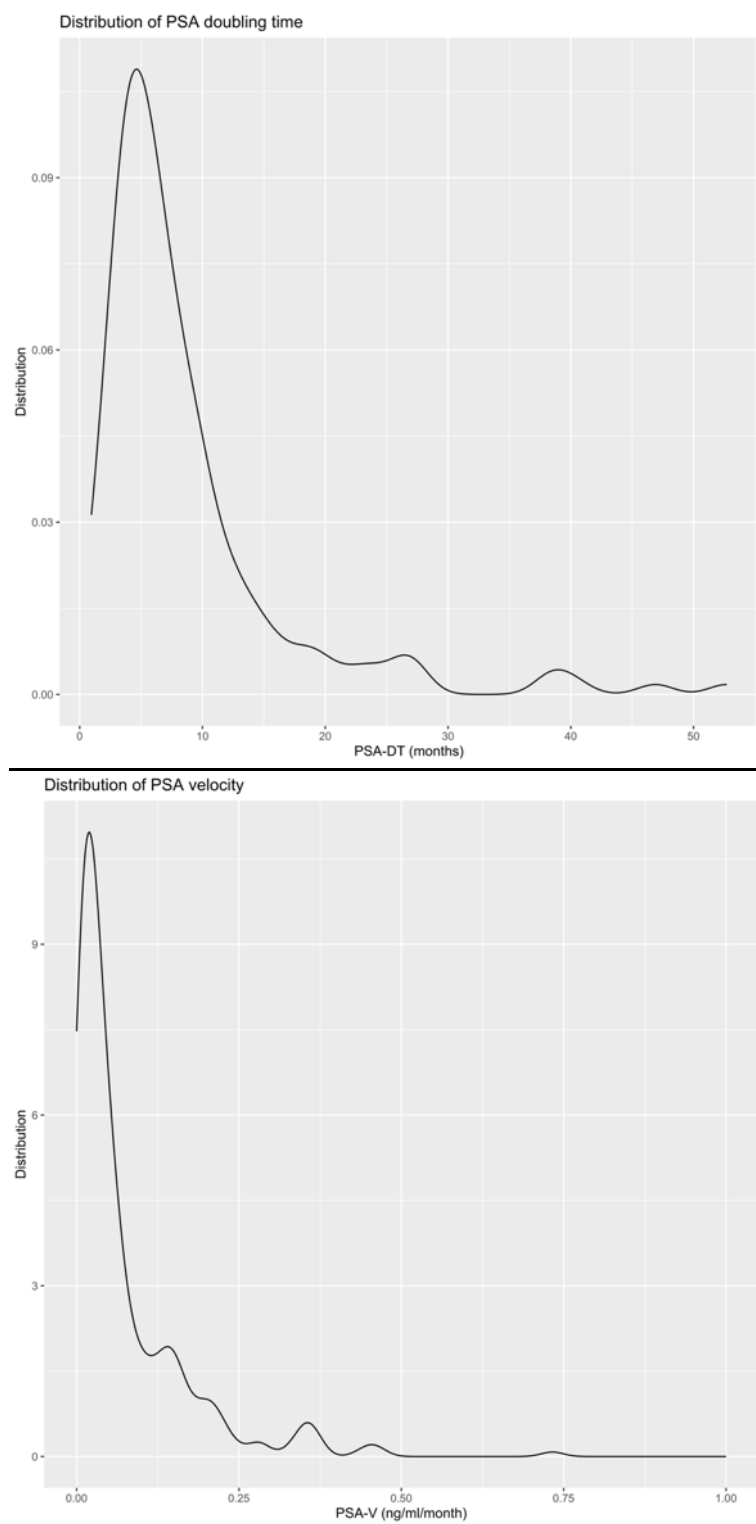 Distribution of PSA doubling time
0.09
0.06
Distribution
0.03
0.00
0 10 20 30 40 50
PSA-DT (months)
Distribution of PSA velocity
9
6
Distribution
3
0
0.00 0.25 0.50 0.75 1.00
PSA-V (ng/ml/month)